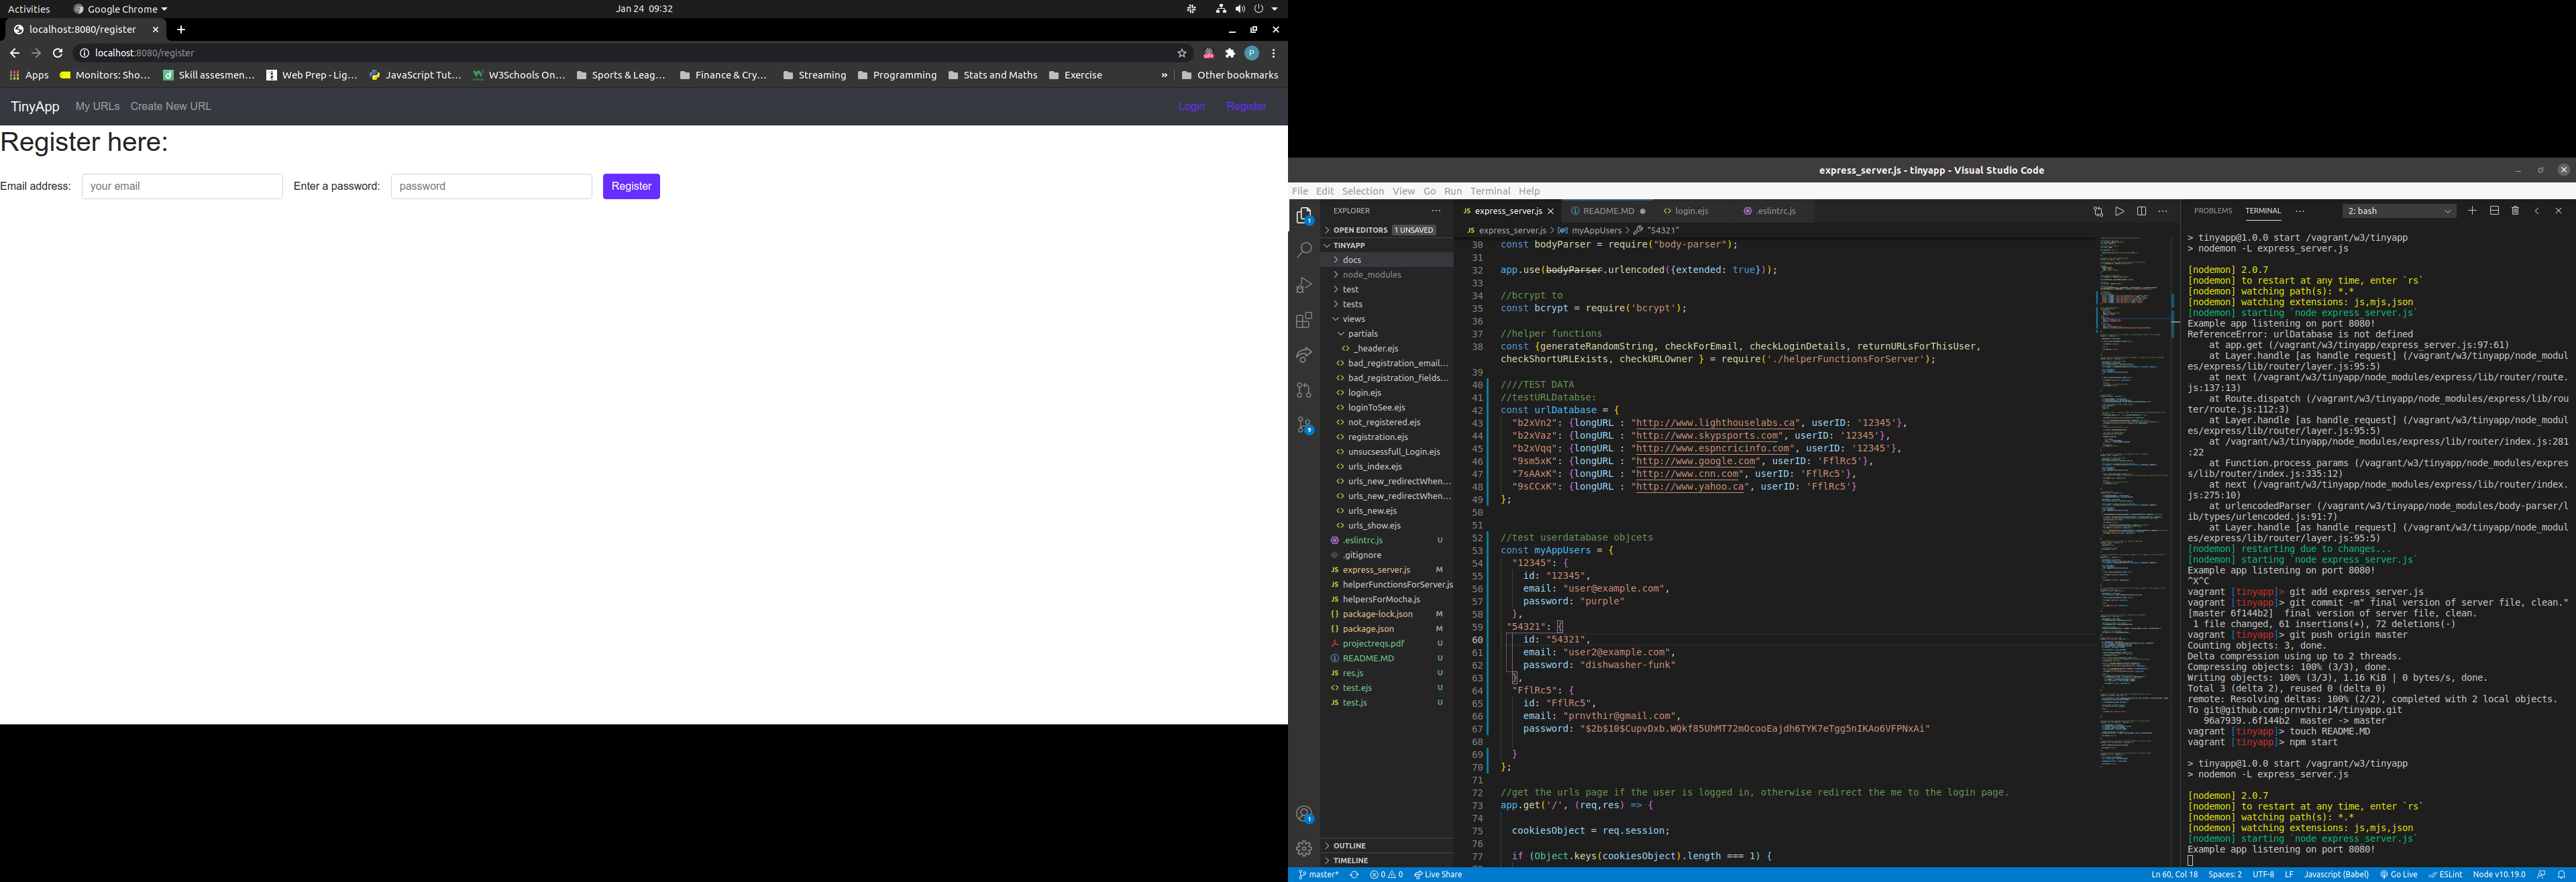 Activities
Google Chrome
Jan 24 09:32
localhost:8080/register
localhost:8080/register
Apps
Monitors: Sho...
Skill assesmen...
Web Prep - Lig...
JavaScript Tut...
W3Schools On...
Sports & Leag...
Finance & Cry...
Streaming
Programming
Stats and Maths
Exercise
»
Other bookmarks
TinyApp My URLs Create New URL Login Register
Register here:
Email address: your email Enter a password: password Register
express_server.js - tinyapp - Visual Studio Code
File Edit Selection View Go Run Terminal Help
EXPLORER
OPEN EDITORS 1 UNSAVED
TINYAPP
docs
node_modules
test
tests
views
partials
_header.ejs
bad_registration_email...
bad_registration_fields...
login.ejs
loginToSee.ejs
not_registered.ejs
registration.ejs
unsucsessfull_Login.ejs
urls_index.ejs
urls_new_redirectWhen...
urls_new_redirectWhen...
urls_new.ejs
urls_show.ejs
.eslintrc.js U
.gitignore
express_server.js M
helperFunctionsForServer.js
helpersForMocha.js
package-lock.json M
package.json M
projectreqs.pdf U
README.MD U
res.js U
test.ejs U
test.js U
OUTLINE
TIMELINE
express_server.js README.MD login.ejs .eslintrc.js
express_server.js > myAppUsers > "54321"
30 const bodyParser = require("body-parser");
31
32 app.use(bodyParser.urlencoded({extended: true}));
33
34 //bcrypt to
35 const bcrypt = require('bcrypt');
36
37 //helper functions
38 const {generateRandomString, checkForEmail, checkLoginDetails, returnURLsForThisUser,
checkShortURLExists, checkURLOwner } = require('./helperFunctionsForServer');
39
40 ////TEST DATA
41 //testURLDatabse:
42 const urlDatabase = {
43 "b2xVn2": {longURL : "http://www.lighthouselabs.ca", userID: '12345'},
44 "b2xVaz": {longURL : "http://www.skypsports.com", userID: '12345'},
45 "b2xVqq": {longURL : "http://www.espncricinfo.com", userID: '12345'},
46 "9sm5xK": {longURL : "http://www.google.com", userID: 'FflRc5'},
47 "7sAAxK": {longURL : "http://www.cnn.com", userID: 'FflRc5'},
48 "9sCCxK": {longURL : "http://www.yahoo.ca", userID: 'FflRc5'}
49 };
50
51
52 //test userdatabase objcets
53 const myAppUsers = {
54 "12345": {
55 id: "12345",
56 email: "user@example.com",
57 password: "purple"
58 },
59 "54321": {
60 id: "54321",
61 email: "user2@example.com",
62 password: "dishwasher-funk"
63 },
64 "FflRc5": {
65 id: "FflRc5",
66 email: "prnvthir@gmail.com",
67 password: "$2b$10$CupvDxb.WQkf85UhMT72mOcooEajdh6TYK7eTgg5nIKAo6VFPNxAi"
68
69 }
70 };
71
72 //get the urls page if the user is logged in, otherwise redirect the me to the login page.
73 app.get('/', (req,res) => {
74
75 cookiesObject = req.session;
76
77 if (Object.keys(cookiesObject).length === 1) {
PROBLEMS TERMINAL ... 2: bash
> tinyapp@1.0.0 start /vagrant/w3/tinyapp
> nodemon -L express_server.js
[nodemon] 2.0.7
[nodemon] to restart at any time, enter `rs`
[nodemon] watching path(s): *.*
[nodemon] watching extensions: js,mjs,json
[nodemon] starting `node express_server.js`
Example app listening on port 8080!
ReferenceError: urlDatabase is not defined
at app.get (/vagrant/w3/tinyapp/express_server.js:97:61)
at Layer.handle [as handle_request] (/vagrant/w3/tinyapp/node_modul
es/express/lib/router/layer.js:95:5)
at next (/vagrant/w3/tinyapp/node_modules/express/lib/router/route.
js:137:13)
at Route.dispatch (/vagrant/w3/tinyapp/node_modules/express/lib/rou
ter/route.js:112:3)
at Layer.handle [as handle_request] (/vagrant/w3/tinyapp/node_modul
es/express/lib/router/layer.js:95:5)
at /vagrant/w3/tinyapp/node_modules/express/lib/router/index.js:281
:22
at Function.process_params (/vagrant/w3/tinyapp/node_modules/expres
s/lib/router/index.js:335:12)
at next (/vagrant/w3/tinyapp/node_modules/express/lib/router/index.
js:275:10)
at urlencodedParser (/vagrant/w3/tinyapp/node_modules/body-parser/l
ib/types/urlencoded.js:91:7)
at Layer.handle [as handle_request] (/vagrant/w3/tinyapp/node_modul
es/express/lib/router/layer.js:95:5)
[nodemon] restarting due to changes...
[nodemon] starting `node express_server.js`
Example app listening on port 8080!
^X^C
vagrant [tinyapp]> git add express_server.js
vagrant [tinyapp]> git commit -m" final version of server file, clean."
[master 6f144b2] final version of server file, clean.
1 file changed, 61 insertions(+), 72 deletions(-)
vagrant [tinyapp]> git push origin master
Counting objects: 3, done.
Delta compression using up to 2 threads.
Compressing objects: 100% (3/3), done.
Writing objects: 100% (3/3), 1.16 KiB | 0 bytes/s, done.
Total 3 (delta 2), reused 0 (delta 0)
remote: Resolving deltas: 100% (2/2), completed with 2 local objects.
To git@github.com:prnvthir14/tinyapp.git
96a7939..6f144b2 master -> master
vagrant [tinyapp]> touch README.MD
vagrant [tinyapp]> npm start
> tinyapp@1.0.0 start /vagrant/w3/tinyapp
> nodemon -L express_server.js
[nodemon] 2.0.7
[nodemon] to restart at any time, enter `rs`
[nodemon] watching path(s): *.*
[nodemon] watching extensions: js,mjs,json
[nodemon] starting `node express_server.js`
Example app listening on port 8080!
master* 0 0 Live Share
Ln 60, Col 18 Spaces: 2 UTF-8 LF Javascript (Babel) Go Live ESLint Node v10.19.0